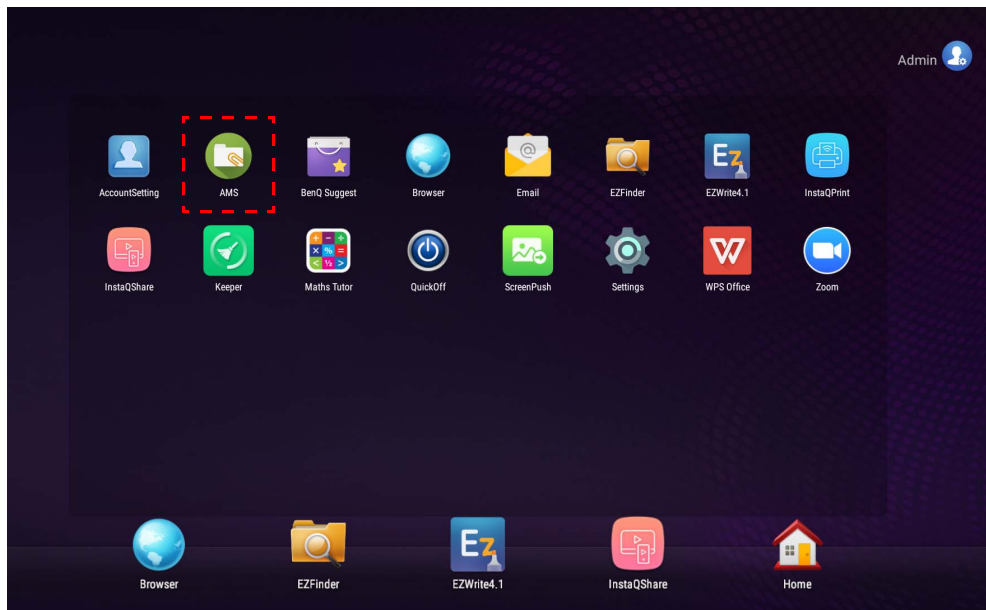 Admin
AccountSetting
AMS
BenQ Suggest
Browser
Email
EZFinder
EZWrite4.1
InstaQPrint
InstaQShare
Keeper
Maths Tutor
QuickOff
ScreenPush
Settings
WPS Office
Zoom
Browser
EZFinder
EZWrite4.1
InstaQShare
Home